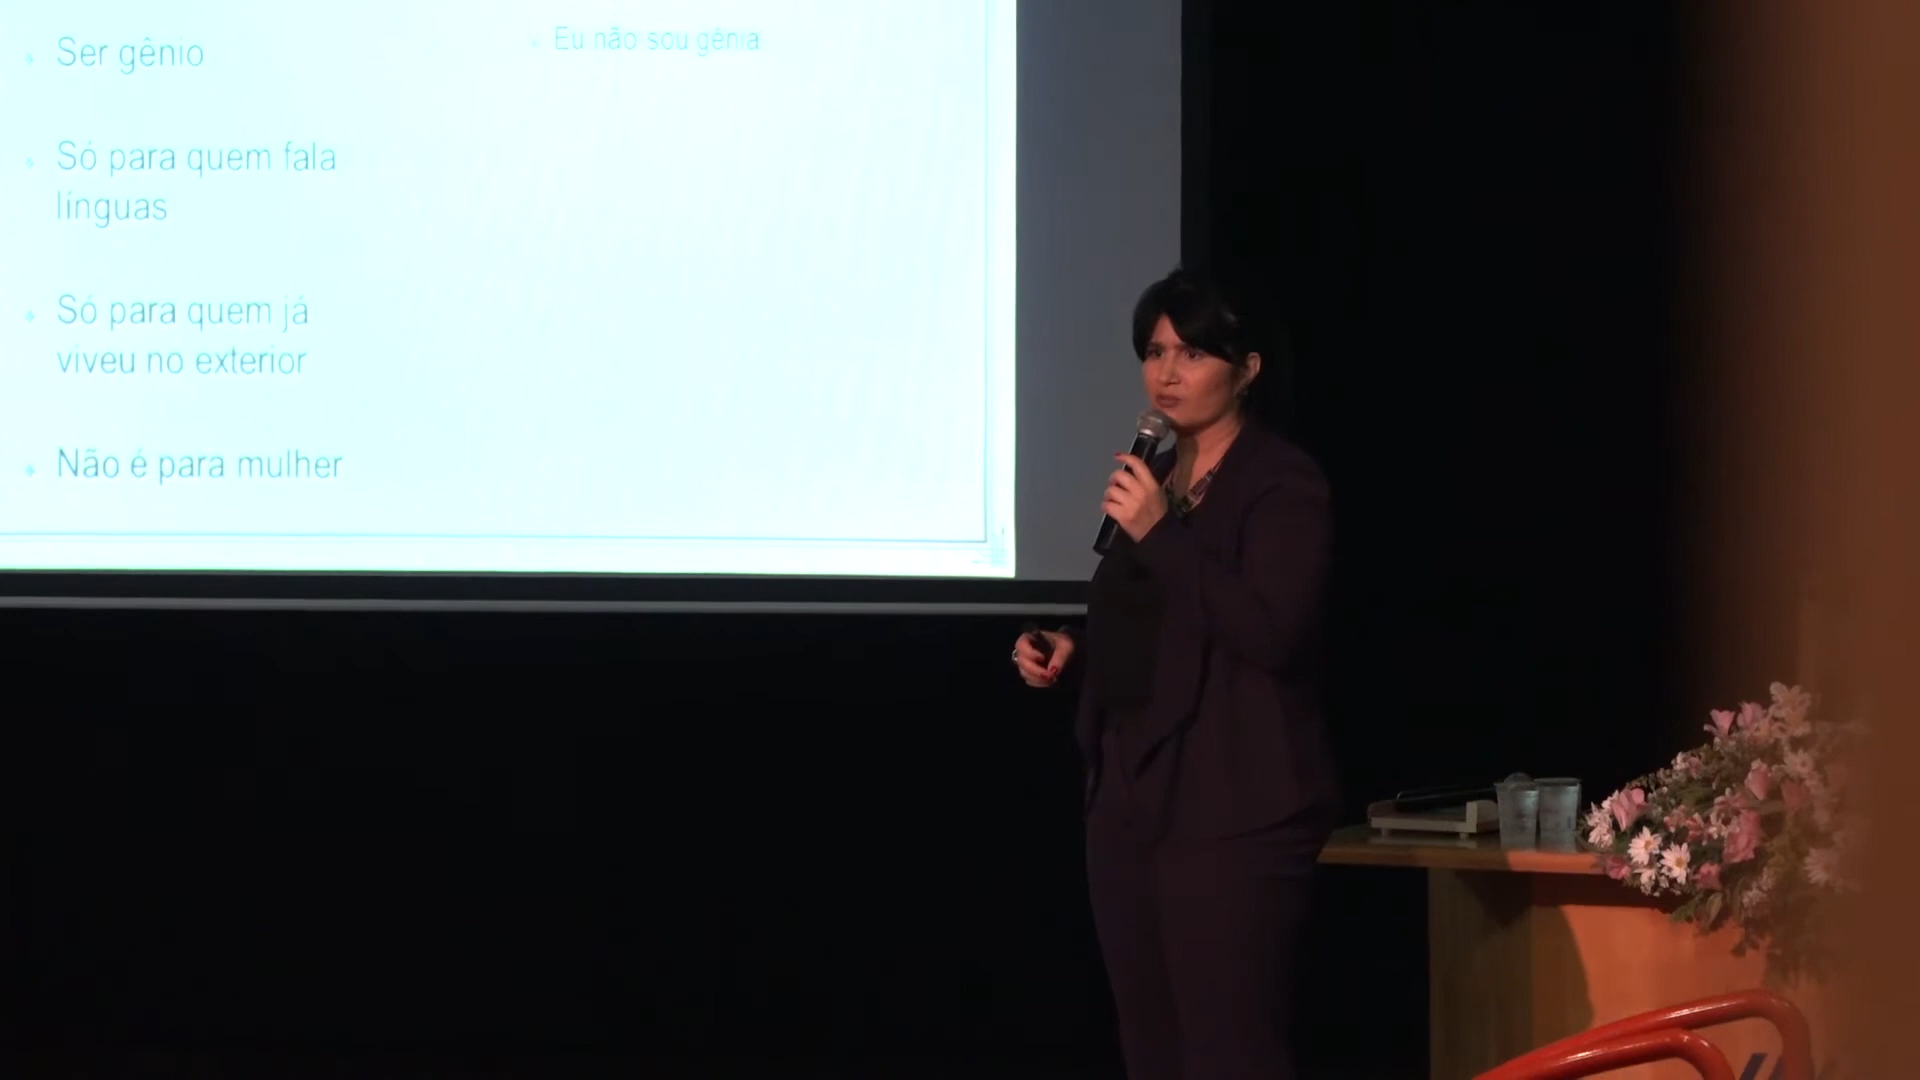 Ser gênio
Só para quem fala
línguas
Só para quem já
viveu no exterior
Não é para mulher
Eu não sou gênia